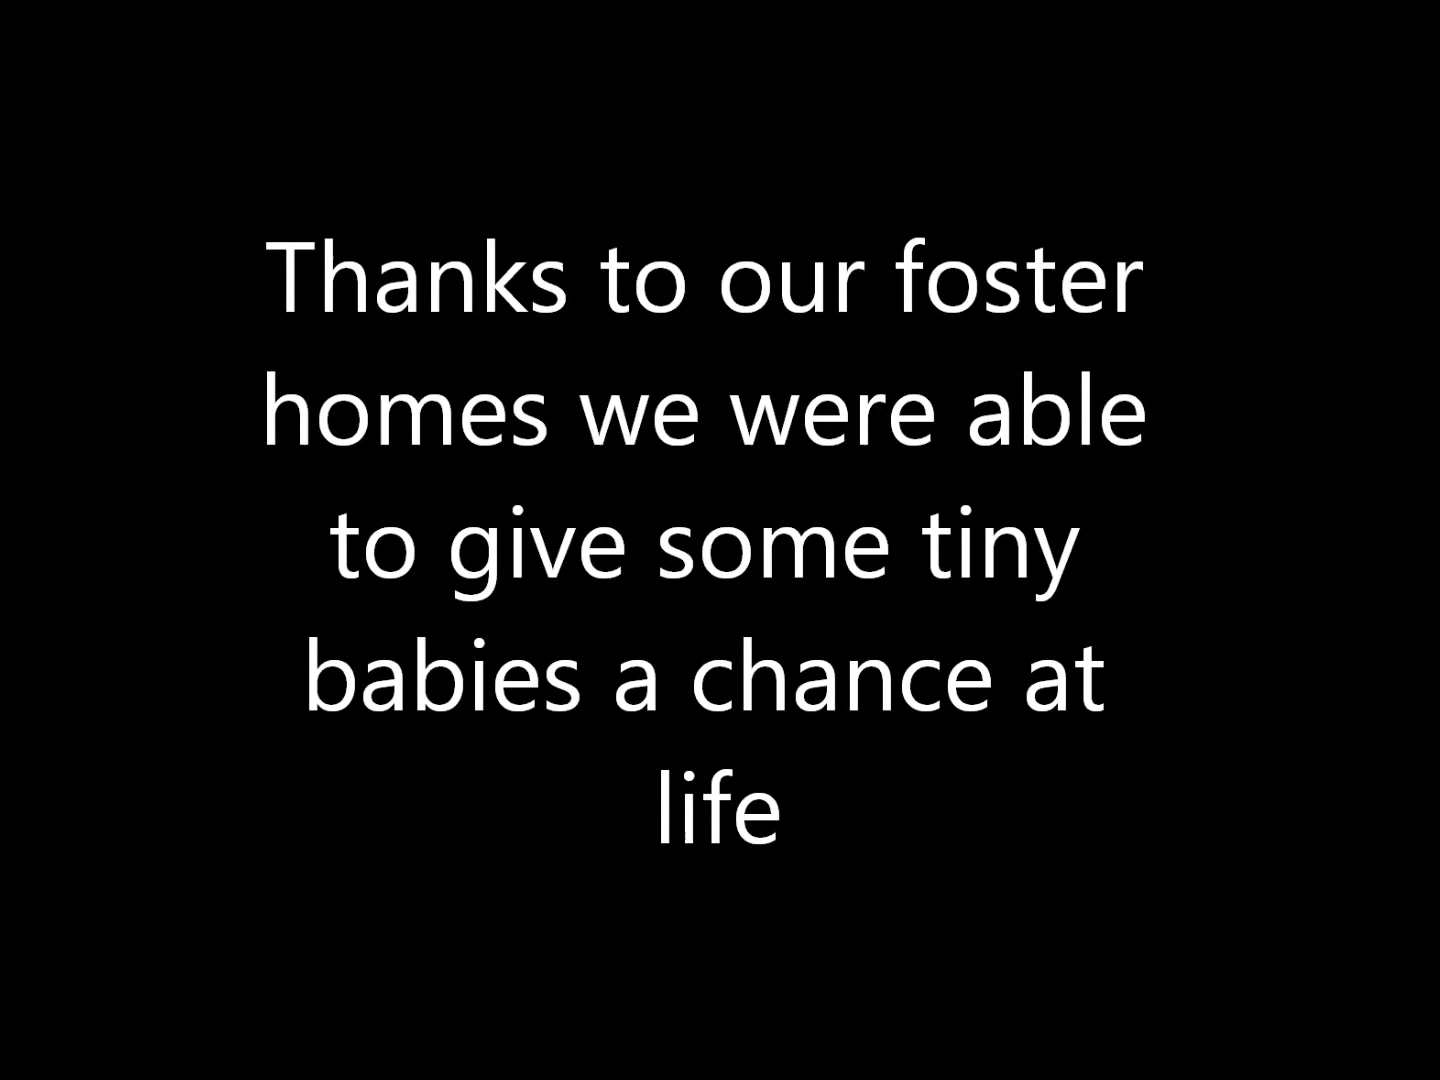 Thanks to our foster
homes we were able
to give some tiny
babies a chance at
life